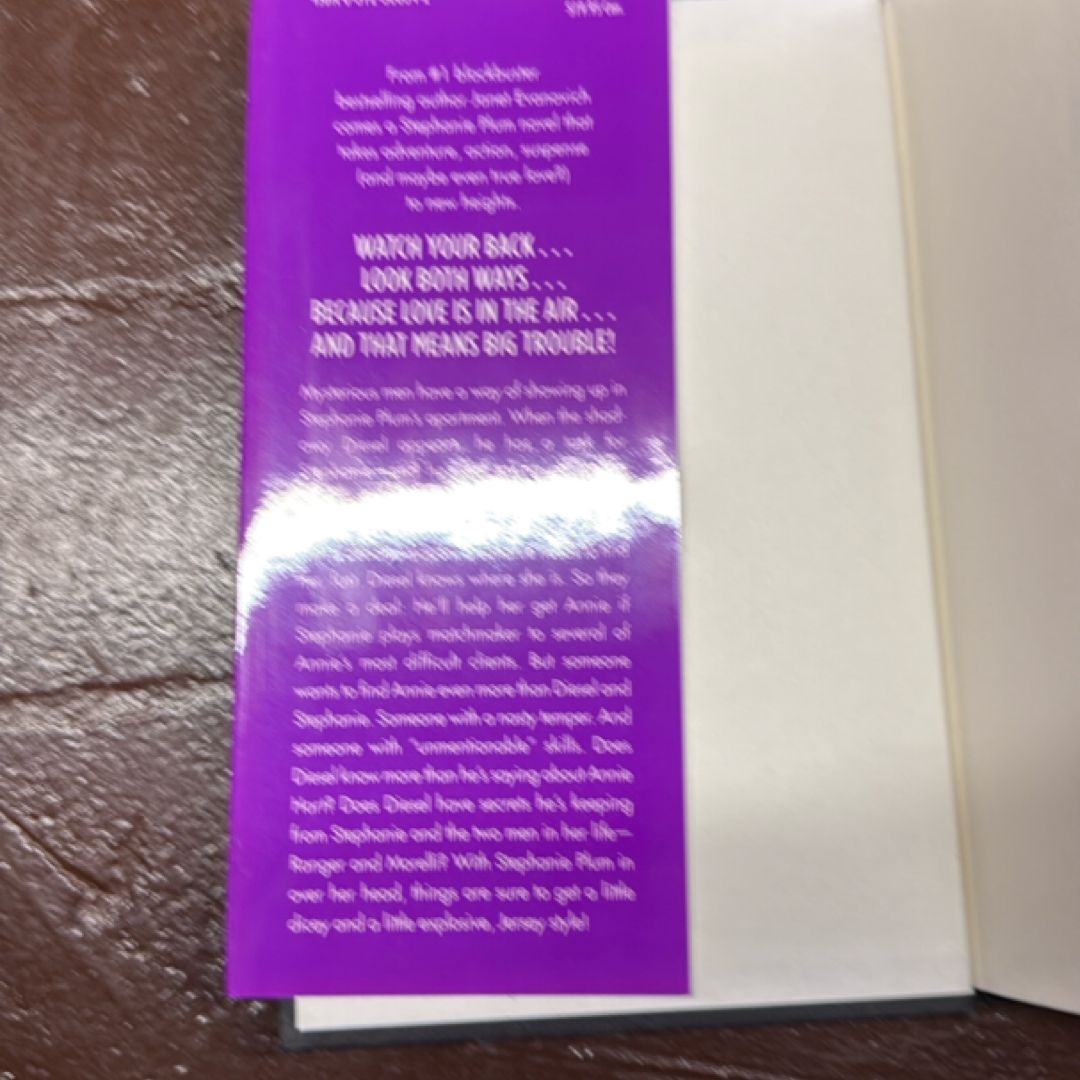 From #1 blockbuster
bestselling author Janet Evanovich
comes a Stephanie Plum novel that
takes adventure, action, suspense
(and maybe even true love?)
to new heights.
WATCH YOUR BACK . . .
LOOK BOTH WAYS . . .
BECAUSE LOVE IS IN THE AIR . . .
AND THAT MEANS BIG TROUBLE!
Mysterious men have a way of showing up in
Stephanie Plum's apartment. When the shad-
owy Diesel appears, he has a task for
Diesel knows where she is. So they
make a deal: He'll help her get Annie if
Stephanie plays matchmaker to several of
Annie's most difficult clients. But someone
wants to find Annie even more than Diesel and
Stephanie. Someone with a nasty temper. And
someone with "unmentionable" skills. Does
Diesel know more than he's saying about Annie
Hart? Does Diesel have secrets he's keeping
from Stephanie and the two men in her life—
Ranger and Morelli? With Stephanie Plum in
over her head, things are sure to get a little
dicey and a little explosive, Jersey style!